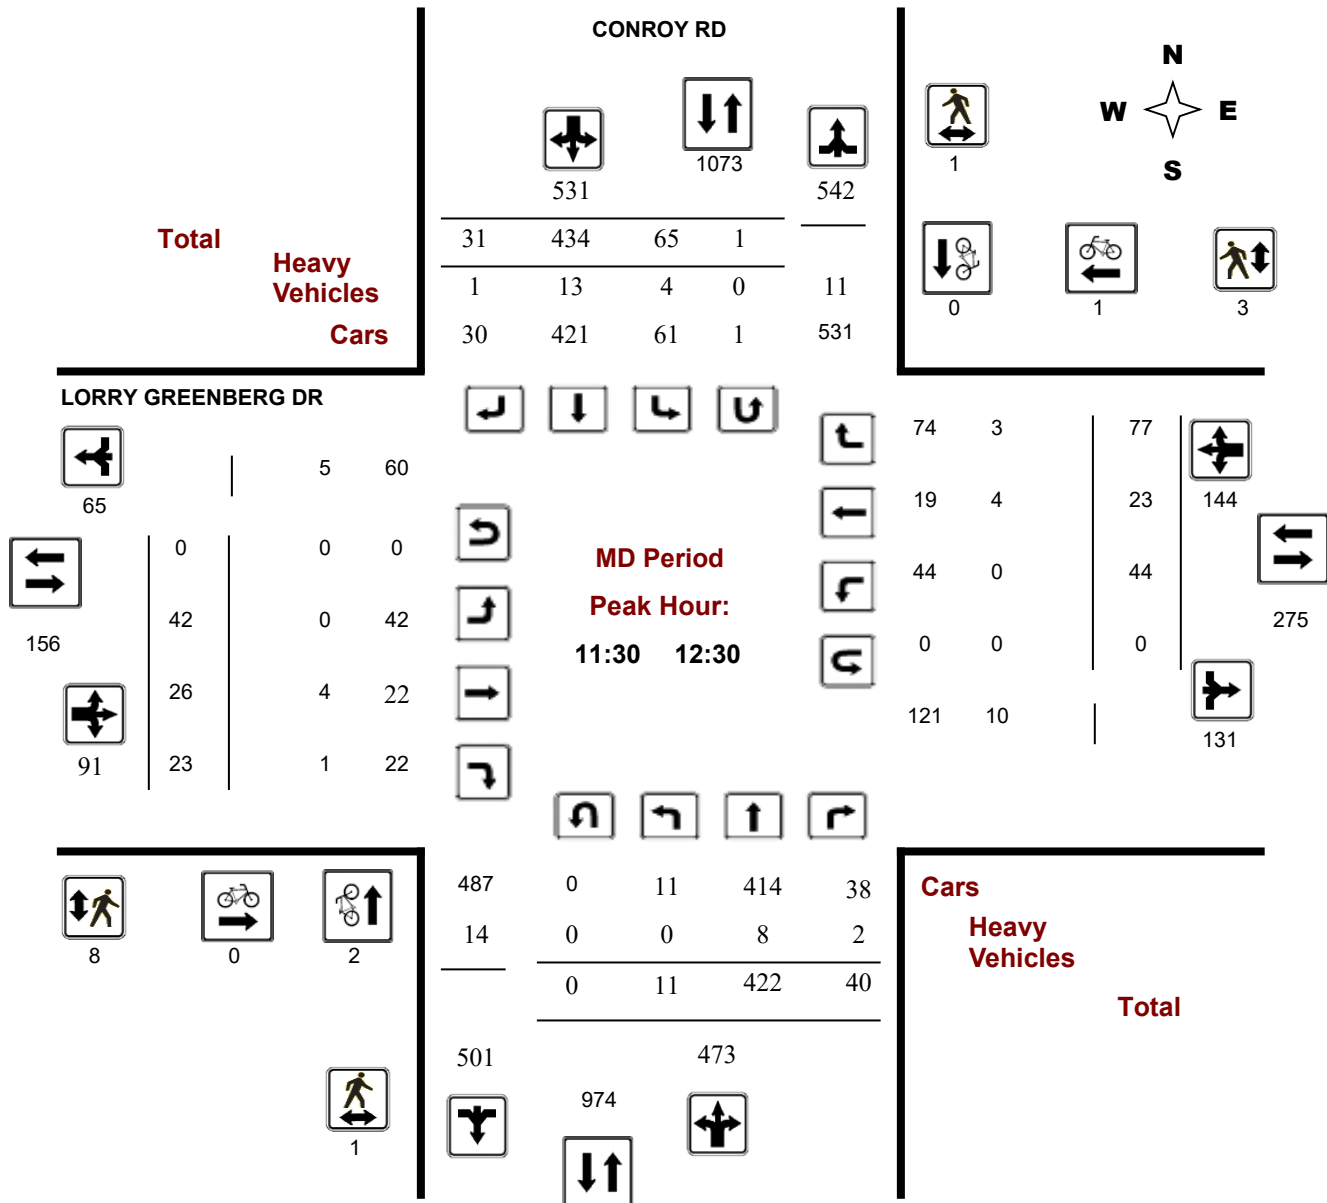 CONROY RD
N
W E
S
1073
1
531
542
Total
31 434 65 1
Heavy
Vehicles
1 13 4 0 11
0 1 3
Cars
30 421 61 1 531
LORRY GREENBERG DR
74 3 77
5 60
65
19 4 23 144
0 0 0
MD Period
44 0 44
Peak Hour:
42 0 42
275
156
11:30 12:30
0 0 0
26 4 22
121 10
131
91 23 1 22
487 0 11 414 38
Cars
14 0 0 8 2
Heavy
Vehicles
8 0 2
0 11 422 40
Total
501 473
974
1